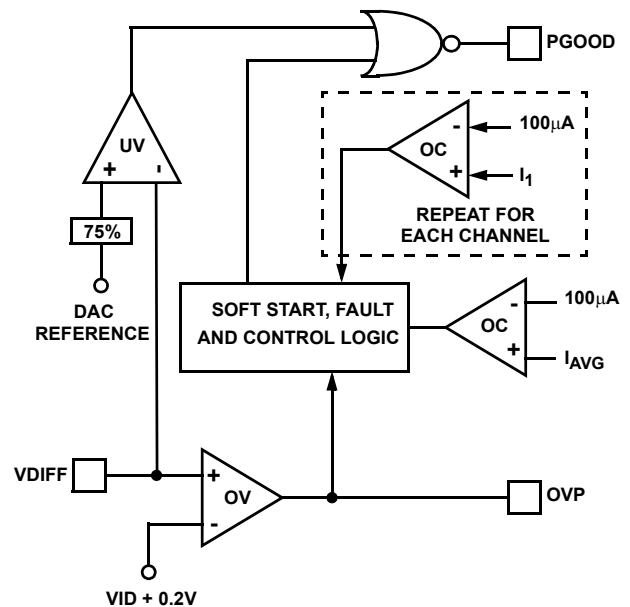 PGOOD
100μA
-
OC
+
I1
REPEAT FOR
EACH CHANNEL
UV
+ -
75%
DAC
REFERENCE
SOFT START, FAULT
AND CONTROL LOGIC
100μA
-
OC
+
IAVG
VDIFF
+
OV
-
OVP
VID + 0.2V